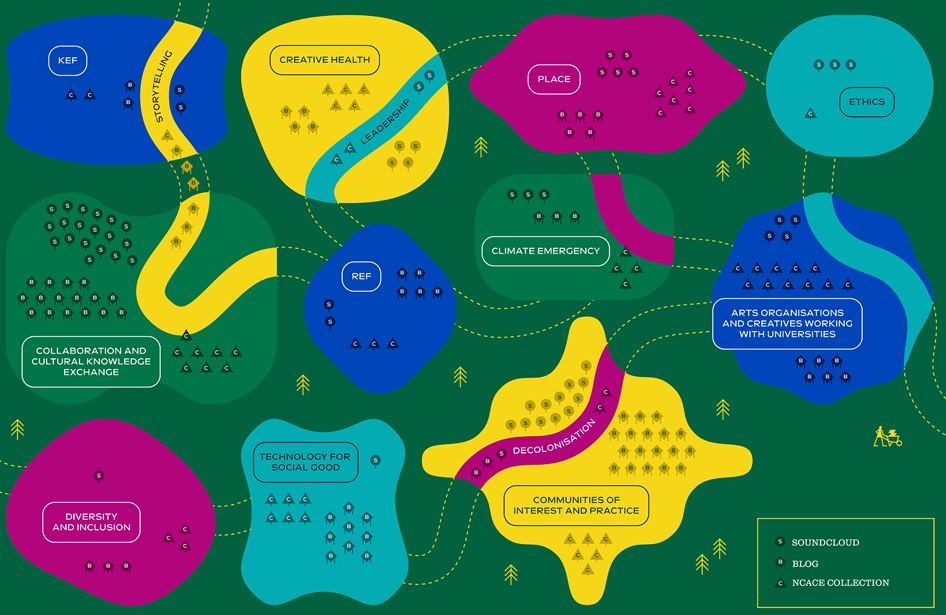 KEF
STORYTELLING
CREATIVE HEALTH
LEADERSHIP
PLACE
ETHICS
CLIMATE EMERGENCY
REF
COLLABORATION AND
CULTURAL KNOWLEDGE
EXCHANGE
ARTS ORGANISATIONS
AND CREATIVES WORKING
WITH UNIVERSITIES
DECOLONISATION
TECHNOLOGY FOR
SOCIAL GOOD
DIVERSITY
AND INCLUSION
COMMUNITIES OF
INTEREST AND PRACTICE
S SOUNDCLOUD
B BLOG
C NCACE COLLECTION